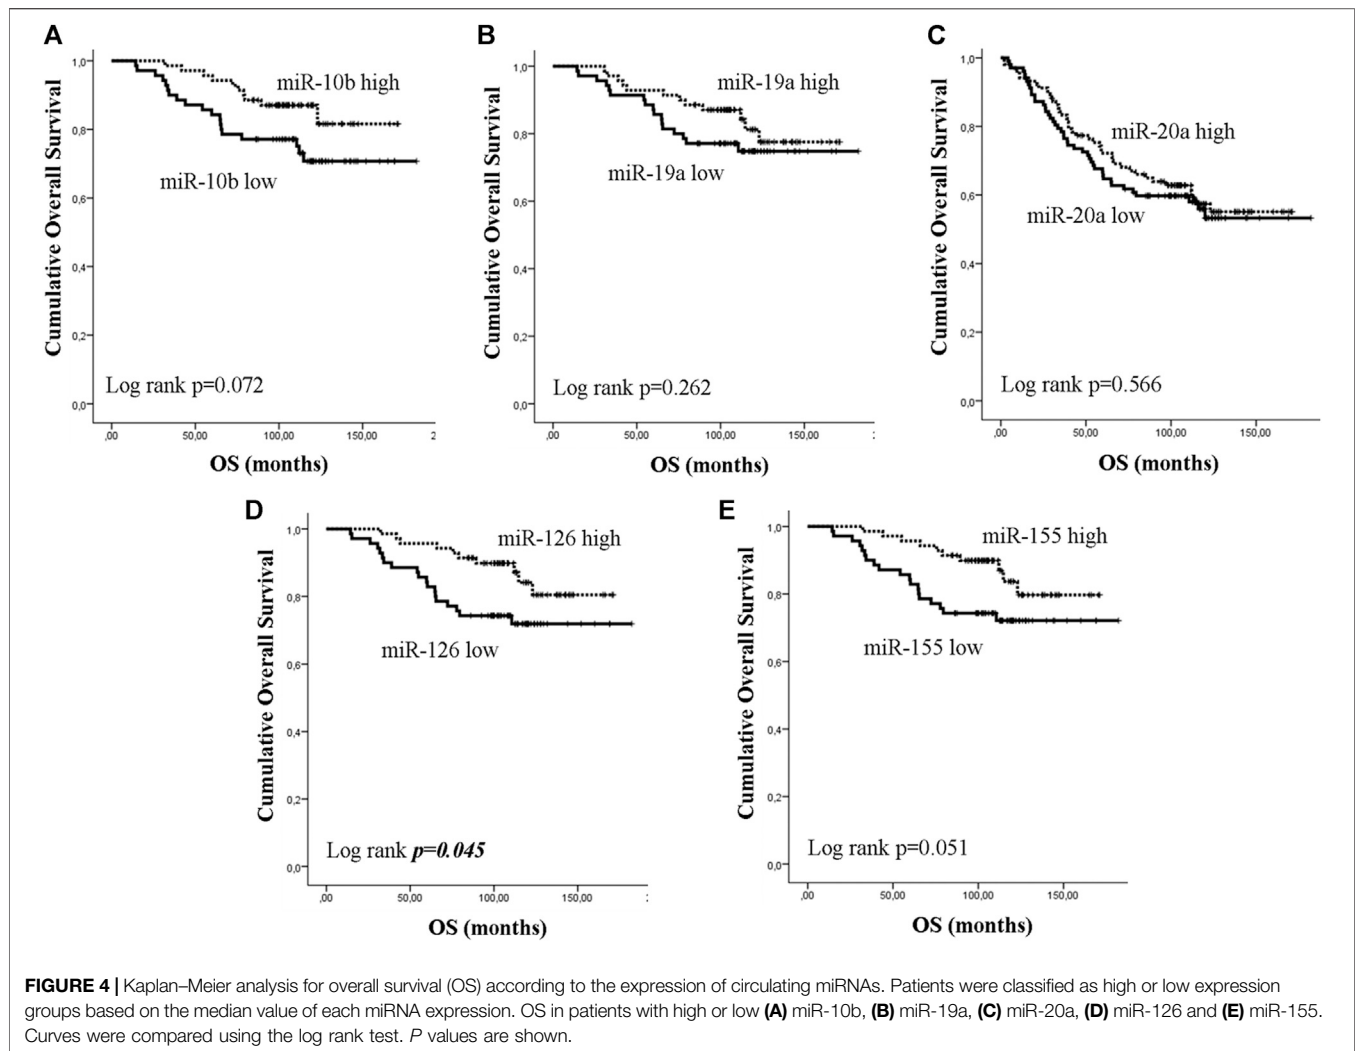 A
Cumulative Overall Survival
1,0
0,8
0,6
0,4
0,2
0,0
miR-10b high
miR-10b low
Log rank p=0.072
,00 50,00 100,00 150,00 2
OS (months)
B
Cumulative Overall Survival
1,0
0,8
0,6
0,4
0,2
0,0
miR-19a high
miR-19a low
Log rank p=0.262
,00 50,00 100,00 150,00
OS (months)
C
Cumulative Overall Survival
1,0
0,8
0,6
0,4
0,2
0,0
miR-20a high
miR-20a low
Log rank p=0.566
,00 50,00 100,00 150,00
OS (months)
D
Cumulative Overall Survival
1,0
0,8
0,6
0,4
0,2
0,0
miR-126 high
miR-126 low
Log rank p=0.045
,00 50,00 100,00 150,00
OS (months)
E
Cumulative Overall Survival
1,0
0,8
0,6
0,4
0,2
0,0
miR-155 high
miR-155 low
Log rank p=0.051
,00 50,00 100,00 150,00
OS (months)
FIGURE 4 | Kaplan–Meier analysis for overall survival (OS) according to the expression of circulating miRNAs. Patients were classified as high or low expression
groups based on the median value of each miRNA expression. OS in patients with high or low (A) miR-10b, (B) miR-19a, (C) miR-20a, (D) miR-126 and (E) miR-155.
Curves were compared using the log rank test. P values are shown.